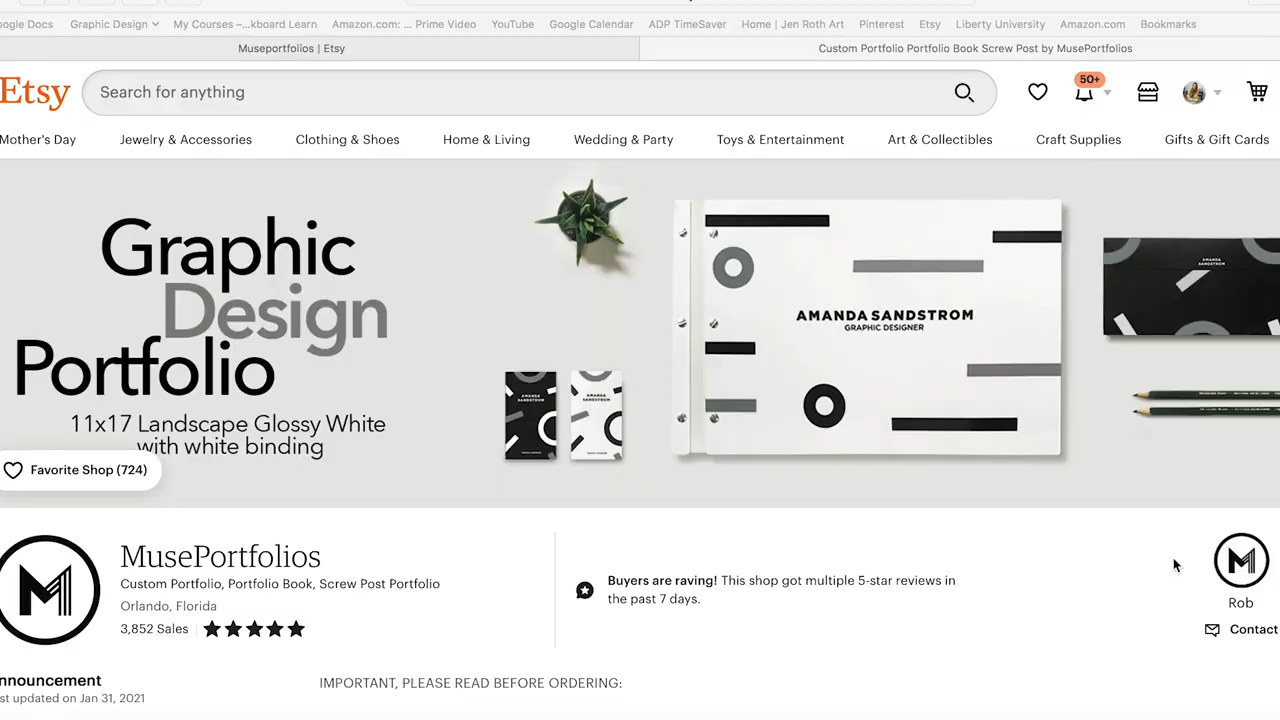 oogle Docs Graphic Design My Courses –...kboard Learn Amazon.com: ... Prime Video YouTube Google Calendar ADP TimeSaver Home | Jen Roth Art Pinterest Etsy Liberty University Amazon.com Bookmarks
Museportfolios | Etsy Custom Portfolio Portfolio Book Screw Post by MusePortfolios
Etsy Search for anything 50+
Mother's Day Jewelry & Accessories Clothing & Shoes Home & Living Wedding & Party Toys & Entertainment Art & Collectibles Craft Supplies Gifts & Gift Cards
Graphic
Design
Portfolio
11x17 Landscape Glossy White
with white binding
AMANDA SANDSTROM
GRAPHIC DESIGNER
AMANDA
SANDSTROM
AMANDA
SANDSTROM
AMANDA
SANDSTROM
Favorite Shop (724)
MusePortfolios
Custom Portfolio, Portfolio Book, Screw Post Portfolio
Orlando, Florida
3,852 Sales
Buyers are raving! This shop got multiple 5-star reviews in
the past 7 days.
Rob
Contact
nnouncement
st updated on Jan 31, 2021
IMPORTANT, PLEASE READ BEFORE ORDERING: